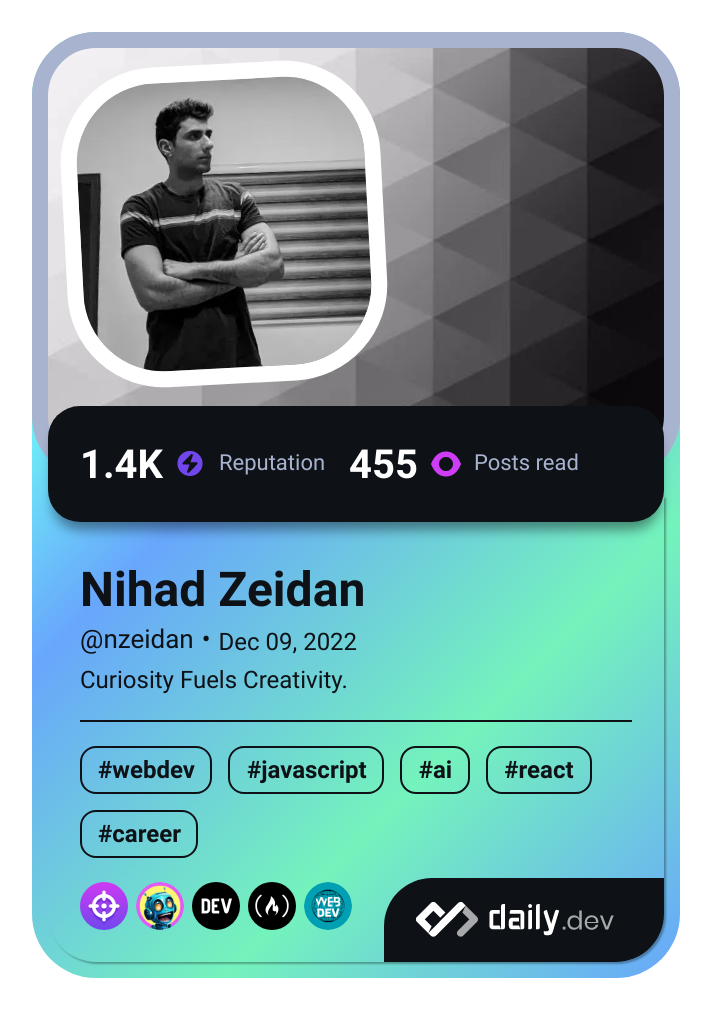 1.4K Reputation 455 Posts read
Nihad Zeidan
@nzeidan • Dec 09, 2022
Curiosity Fuels Creativity.
#webdev #javascript #ai #react
#career
DEV WEB DEV
daily.dev